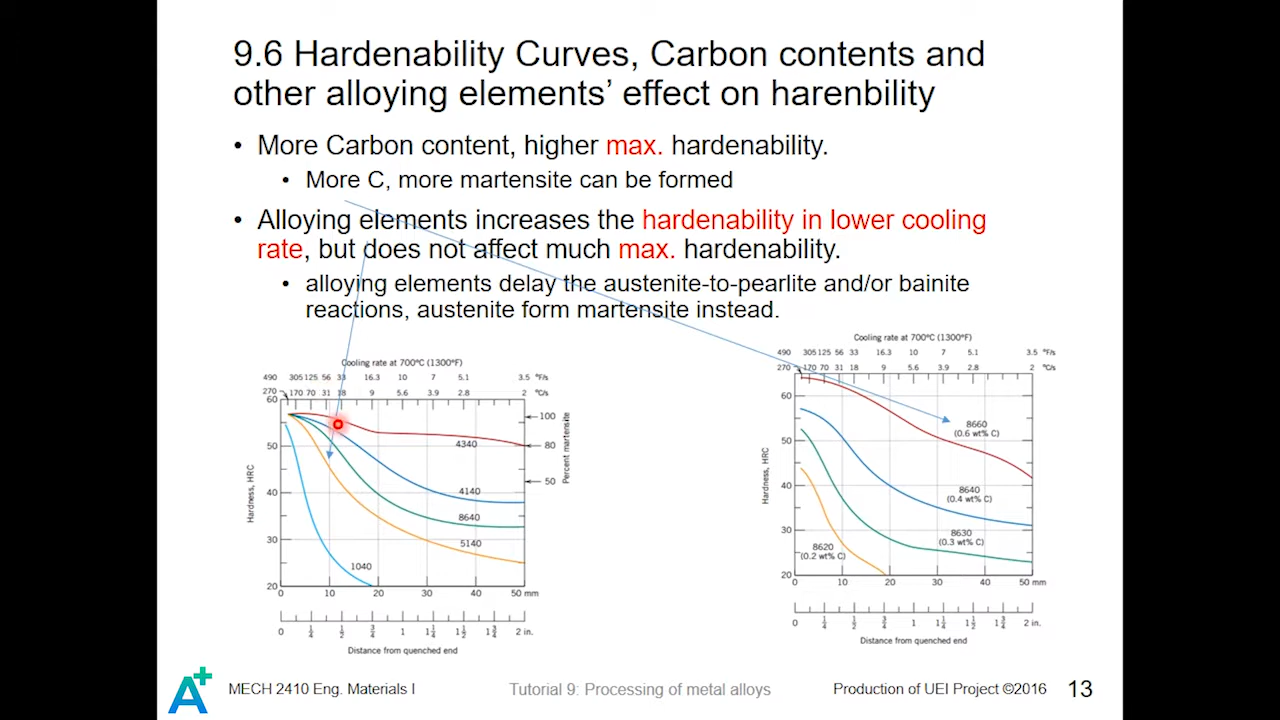 9.6 Hardenability Curves, Carbon contents and
other alloying elements’ effect on harenbility
• More Carbon content, higher max. hardenability.
• More C, more martensite can be formed
• Alloying elements increases the hardenability in lower cooling
rate, but does not affect much max. hardenability.
• alloying elements delay the austenite-to-pearlite and/or bainite
reactions, austenite form martensite instead.
Cooling rate at 700°C (1300°F)
490 305 125 56 33 16.3 10 7 5.1 3.5 °F/s
270 170 70 31 18 9 5.6 3.9 2.8 2 °C/s
60
50
40
30
20
Hardness, HRC
100
80
50
Percent martensite
4340
4140
8640
5140
1040
0 10 20 30 40 50 mm
0 1/4 1/2 3/4 1 1 1/4 1 1/2 1 3/4 2 in.
Distance from quenched end
Cooling rate at 700°C (1300°F)
490 305 125 56 33 16.3 10 7 5.1 3.5 °F/s
270 170 70 31 18 9 5.6 3.9 2.8 2 °C/s
60
50
40
30
20
Hardness, HRC
8660
(0.6 wt% C)
8640
(0.4 wt% C)
8630
(0.3 wt% C)
8620
(0.2 wt% C)
0 10 20 30 40 50 mm
0 1/4 1/2 3/4 1 1 1/4 1 1/2 1 3/4 2 in.
Distance from quenched end
A+
MECH 2410 Eng. Materials I
Tutorial 9: Processing of metal alloys
Production of UEI Project ©2016
13